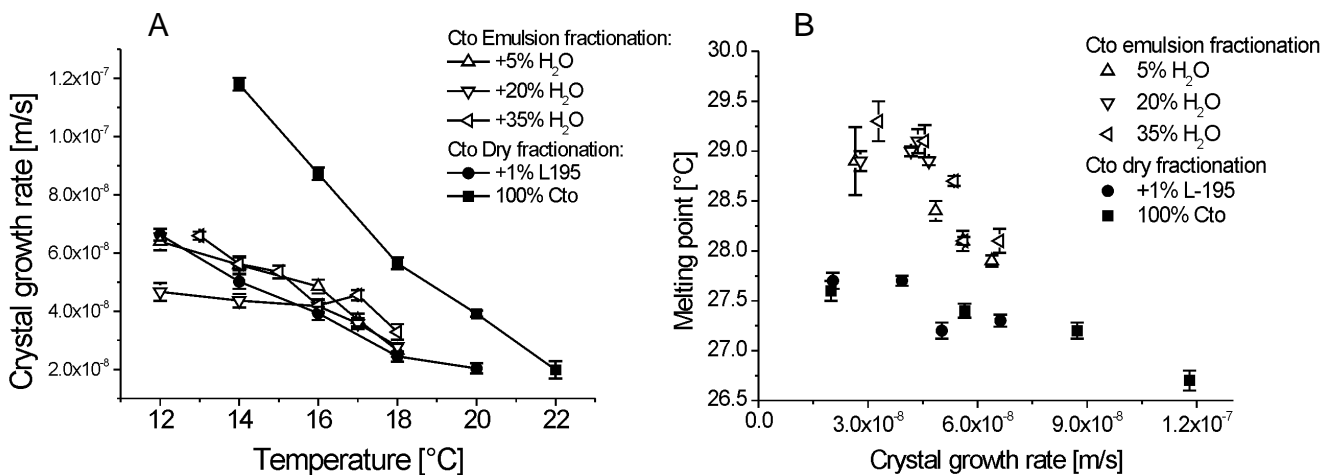 A
Cto Emulsion fractionation:
+5% H₂O
+20% H₂O
+35% H₂O
Cto Dry fractionation:
+1% L195
100% Cto
1.2x10⁻⁷
1.0x10⁻⁷
8.0x10⁻⁸
6.0x10⁻⁸
4.0x10⁻⁸
2.0x10⁻⁸
Crystal growth rate [m/s]
12 14 16 18 20 22
Temperature [°C]
B
Cto emulsion fractionation
5% H₂O
20% H₂O
35% H₂O
Cto dry fractionation
+1% L-195
100% Cto
30.0
29.5
29.0
28.5
28.0
27.5
27.0
26.5
Melting point [°C]
0.0 3.0x10⁻⁸ 6.0x10⁻⁸ 9.0x10⁻⁸ 1.2x10⁻⁷
Crystal growth rate [m/s]